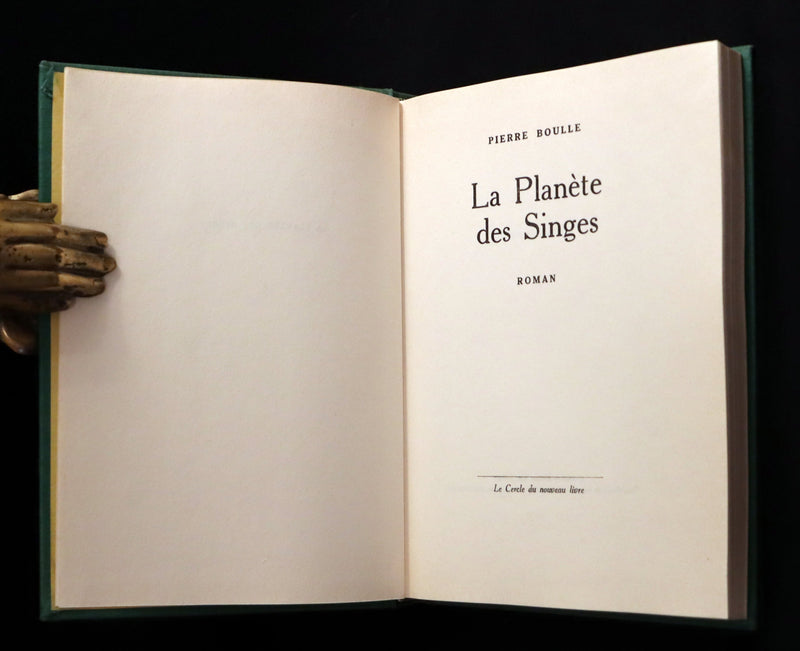 PIERRE BOULLE
La Planète
des Singes
ROMAN
Le Cercle du nouveau livre